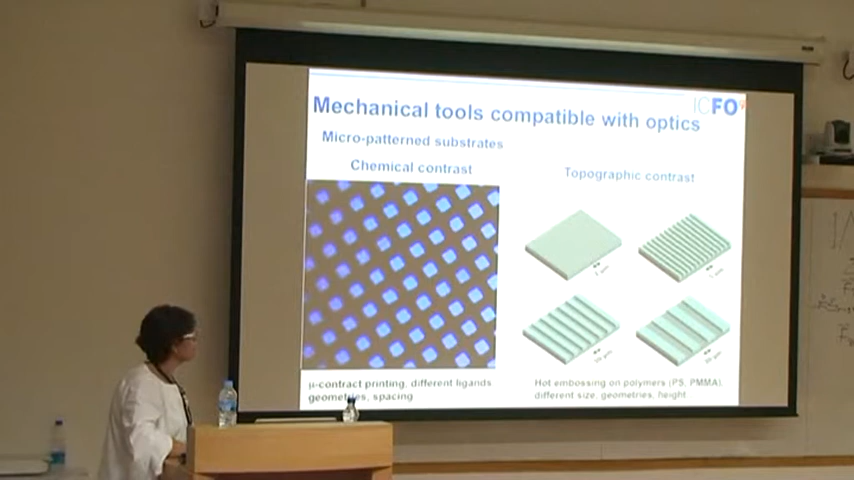 ICFO
Mechanical tools compatible with optics
Micro-patterned substrates
Chemical contrast
Topographic contrast
μ-contract printing, different ligands
geometries, spacing
Hot embossing on polymers (PS, PMMA),
different size, geometries, height